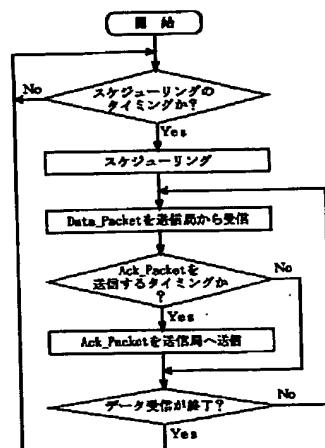 開始
No
スケジューリングの
タイミングか?
Yes
スケジューリング
Data_Packetを送信局から受信
Ack_Packetを
送信するタイミングか
?
No
Yes
Ack_Packetを送信局へ送信
データ受信が終了?
No
Yes